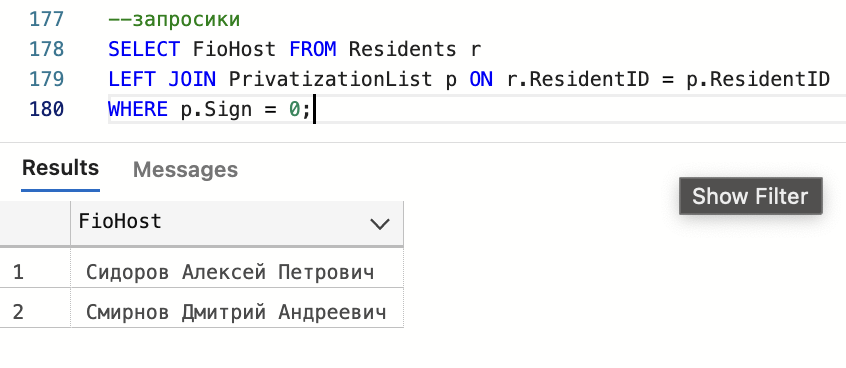 177 --запросики
178 SELECT FioHost FROM Residents r
179 LEFT JOIN PrivatizationList p ON r.ResidentID = p.ResidentID
180 WHERE p.Sign = 0;
Results Messages
Show Filter
FioHost
1 Сидоров Алексей Петрович
2 Смирнов Дмитрий Андреевич